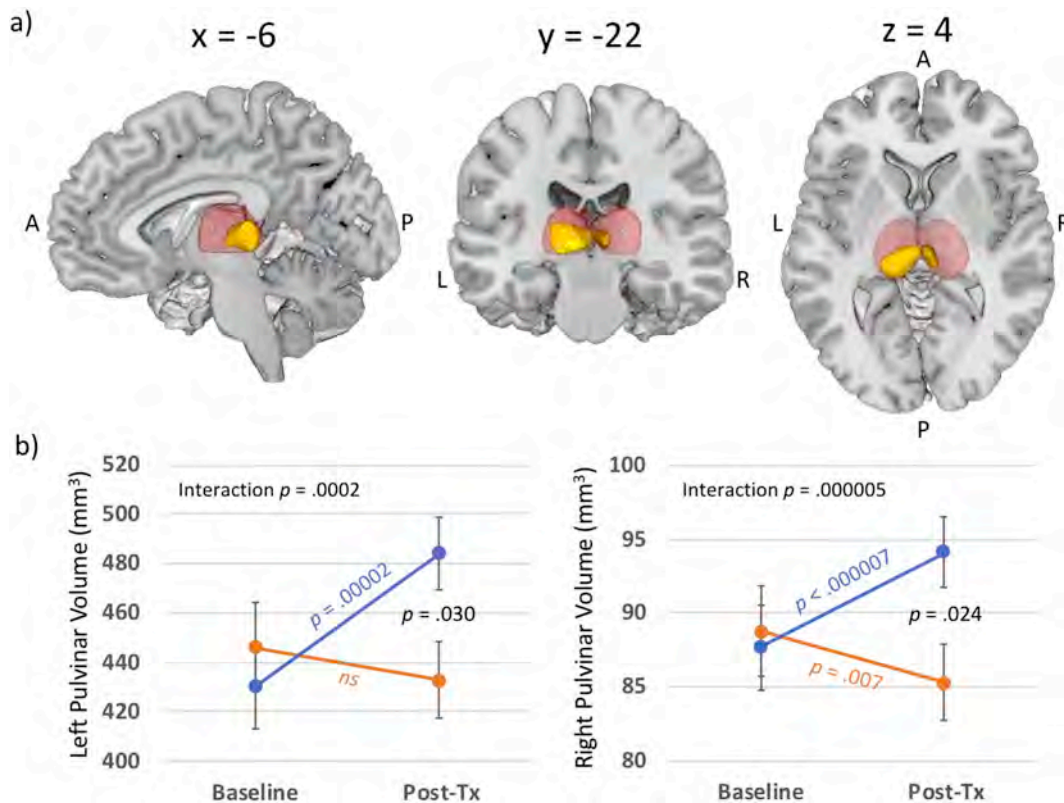 a)
x = -6
y = -22
z = 4
A
P
L
R
A
L
R
P
b)
Left Pulvinar Volume (mm³)
520
500
480
460
440
420
400
Interaction p = .0002
p = .00002
p = .030
ns
Baseline
Post-Tx
Right Pulvinar Volume (mm³)
100
95
90
85
80
Interaction p = .000005
p < .000007
p = .024
p = .007
Baseline
Post-Tx